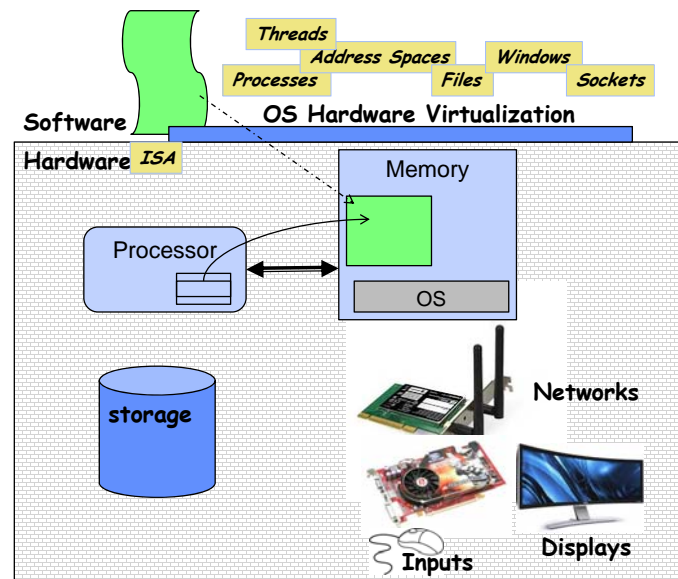 Threads
Address Spaces
Windows
Processes
Files
Sockets
Software
OS Hardware Virtualization
Hardware
ISA
Memory
Processor
OS
Networks
storage
Inputs
Displays